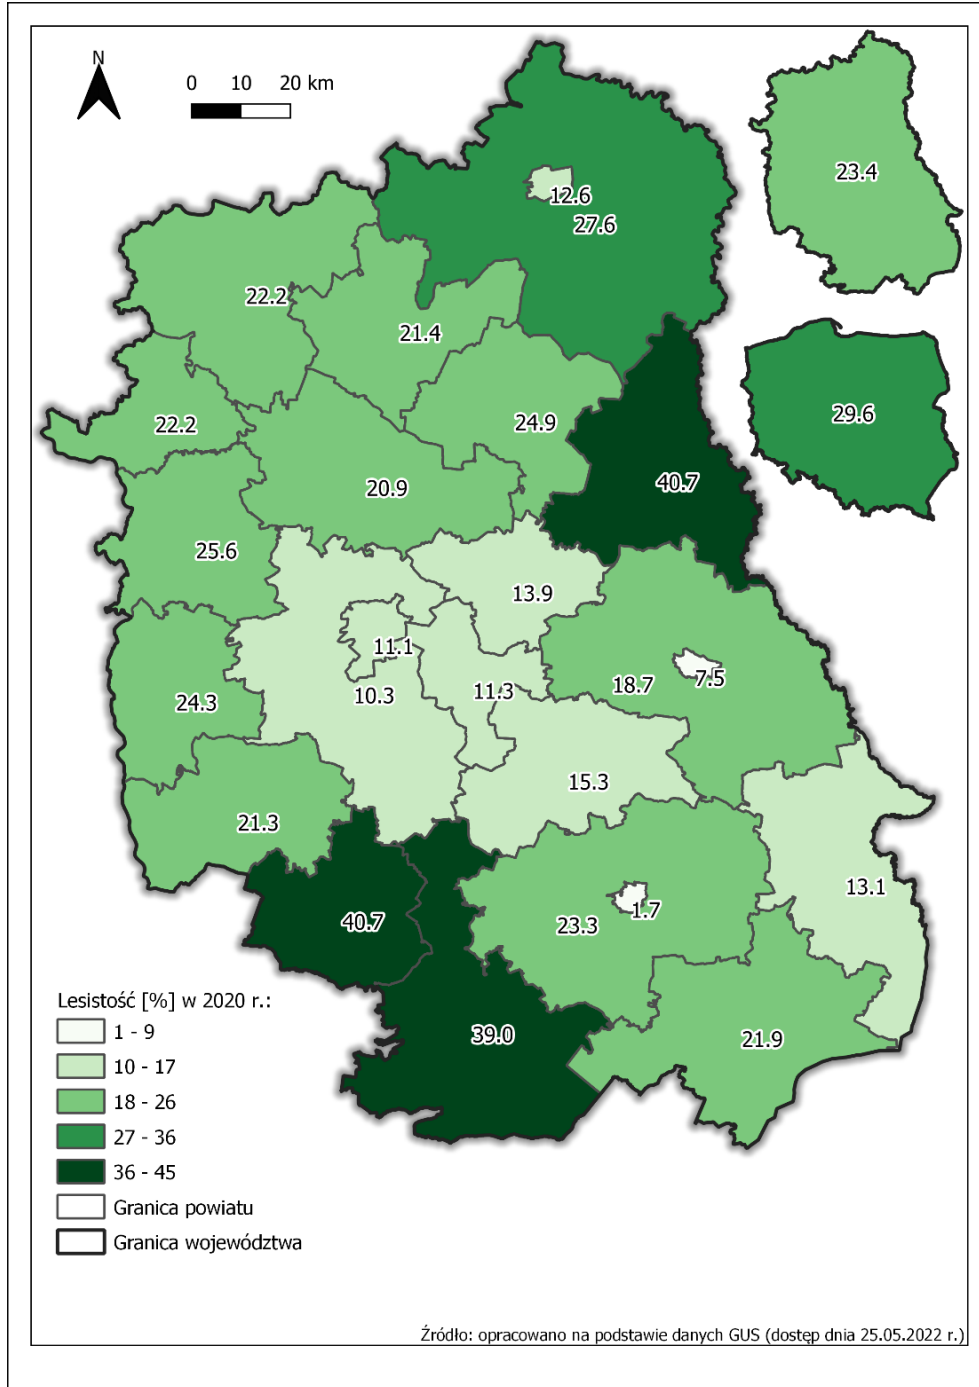 N
0 10 20 km
23.4
12.6
27.6
22.2
21.4
29.6
22.2
24.9
40.7
20.9
25.6
13.9
11.1
10.3
11.3
18.7
7.5
24.3
15.3
21.3
13.1
40.7
23.3
1.7
39.0
21.9
Lesistość [%] w 2020 r.:
1 - 9
10 - 17
18 - 26
27 - 36
36 - 45
Granica powiatu
Granica województwa
Źródło: opracowano na podstawie danych GUS (dostęp dnia 25.05.2022 r.)